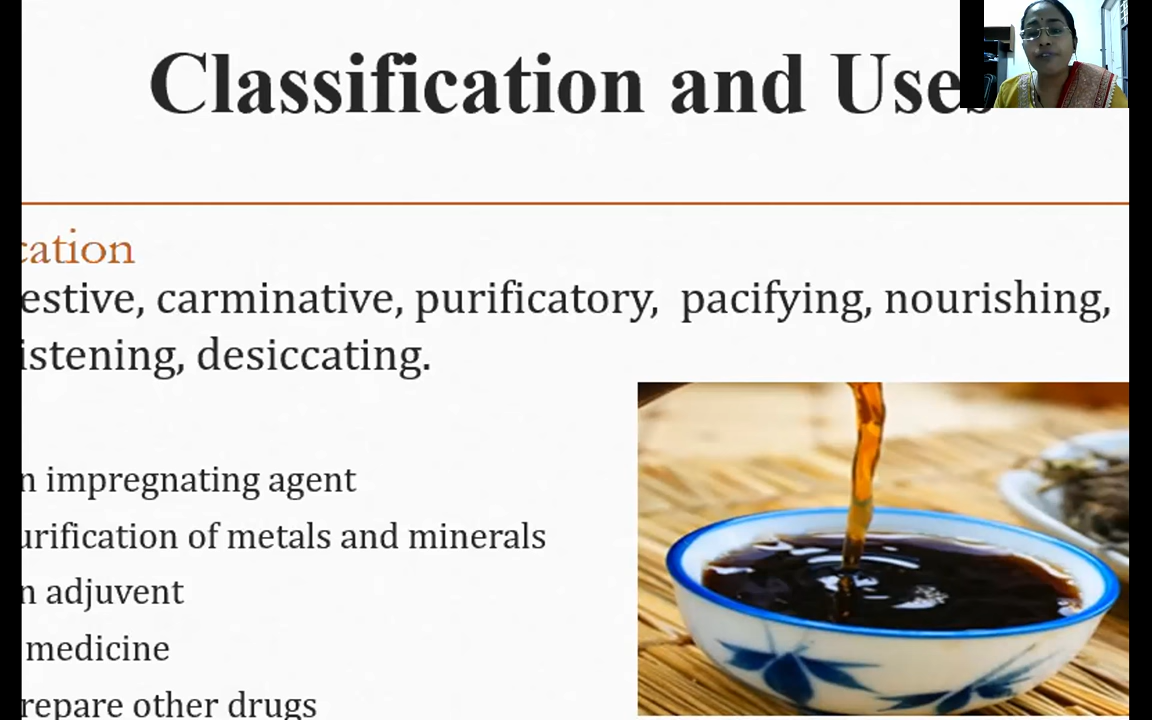 Classification and Uses
cation
estive, carminative, purificatory, pacifying, nourishing,
istening, desiccating.
n impregnating agent
urification of metals and minerals
n adjuvent
medicine
repare other drugs